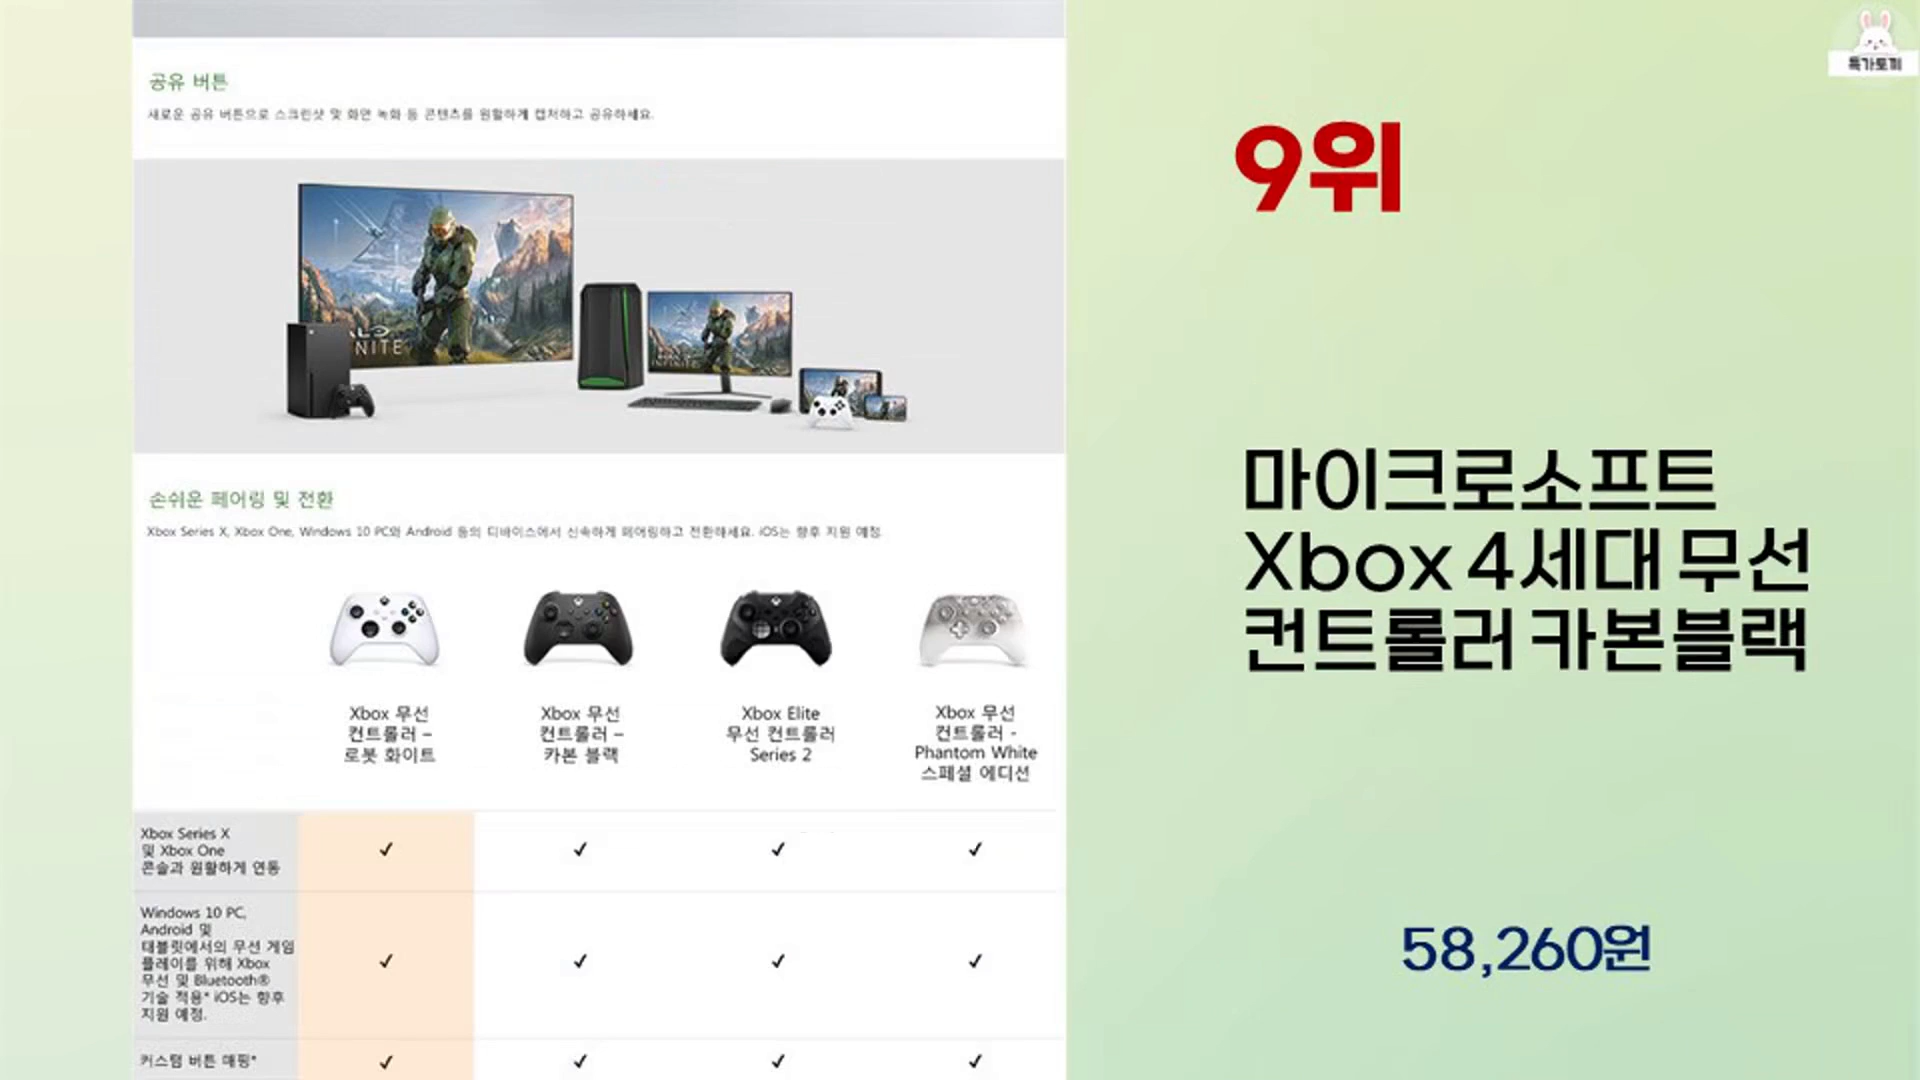 공유 버튼
새로운 공유 버튼으로 스크린샷 및 화면 녹화 등 콘텐츠를 원활하게 캡처하고 공유하세요.
손쉬운 페어링 및 전환
Xbox Series X, Xbox One, Windows 10 PC와 Android 등의 디바이스에서 신속하게 페어링하고 전환하세요. iOS는 향후 지원 예정.
Xbox 무선
컨트롤러 –
로봇 화이트
Xbox 무선
컨트롤러 –
카본 블랙
Xbox Elite
무선 컨트롤러
Series 2
Xbox 무선
컨트롤러 -
Phantom White
스페셜 에디션
Xbox Series X
및 Xbox One
콘솔과 원활하게 연동
Windows 10 PC,
Android 및
태블릿에서의 무선 게임
플레이를 위해 Xbox
무선 및 Bluetooth®
기술 적용* iOS는 향후
지원 예정.
커스텀 버튼 매핑*
특가토끼
9위
마이크로소프트
Xbox 4세대 무선
컨트롤러 카본블랙
58,260원